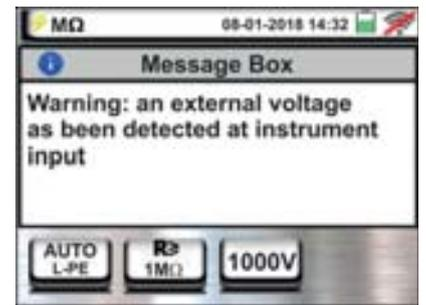 MΩ 08-01-2018 14:32
Message Box
Warning: an external voltage
as been detected at instrument
input
AUTO
L-PE
R≥
1MΩ
1000V